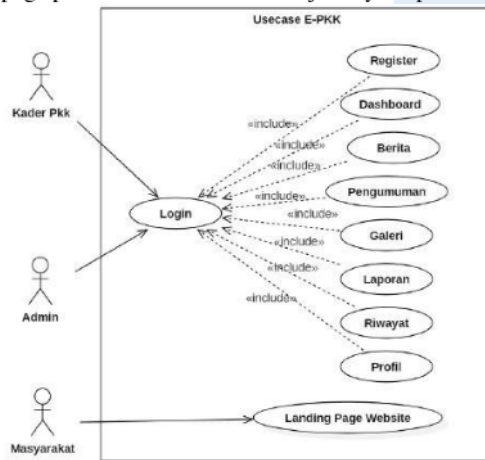 Usecase E-PKK
Register
Dashboard
Kader Pkk
«include»
«include»
Berita
«include»
Pengumuman
«include»
Login
«include»
Galeri
«include»
Laporan
«include»
Riwayat
Admin
«include»
Profil
Landing Page Website
Masyarakat